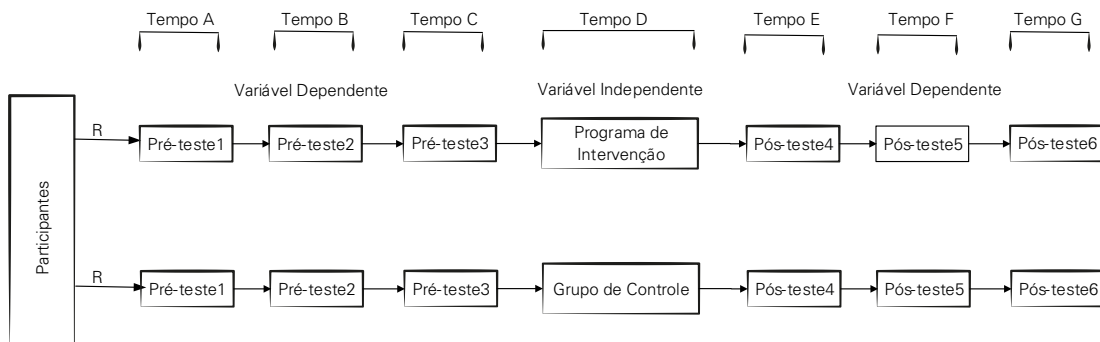 Tempo A Tempo B Tempo C Tempo D Tempo E Tempo F Tempo G
Variável Dependente Variável Independente Variável Dependente
Participantes
R Pré-teste1 Pré-teste2 Pré-teste3 Programa de
Intervenção Pós-teste4 Pós-teste5 Pós-teste6
R Pré-teste1 Pré-teste2 Pré-teste3 Grupo de Controle Pós-teste4 Pós-teste5 Pós-teste6